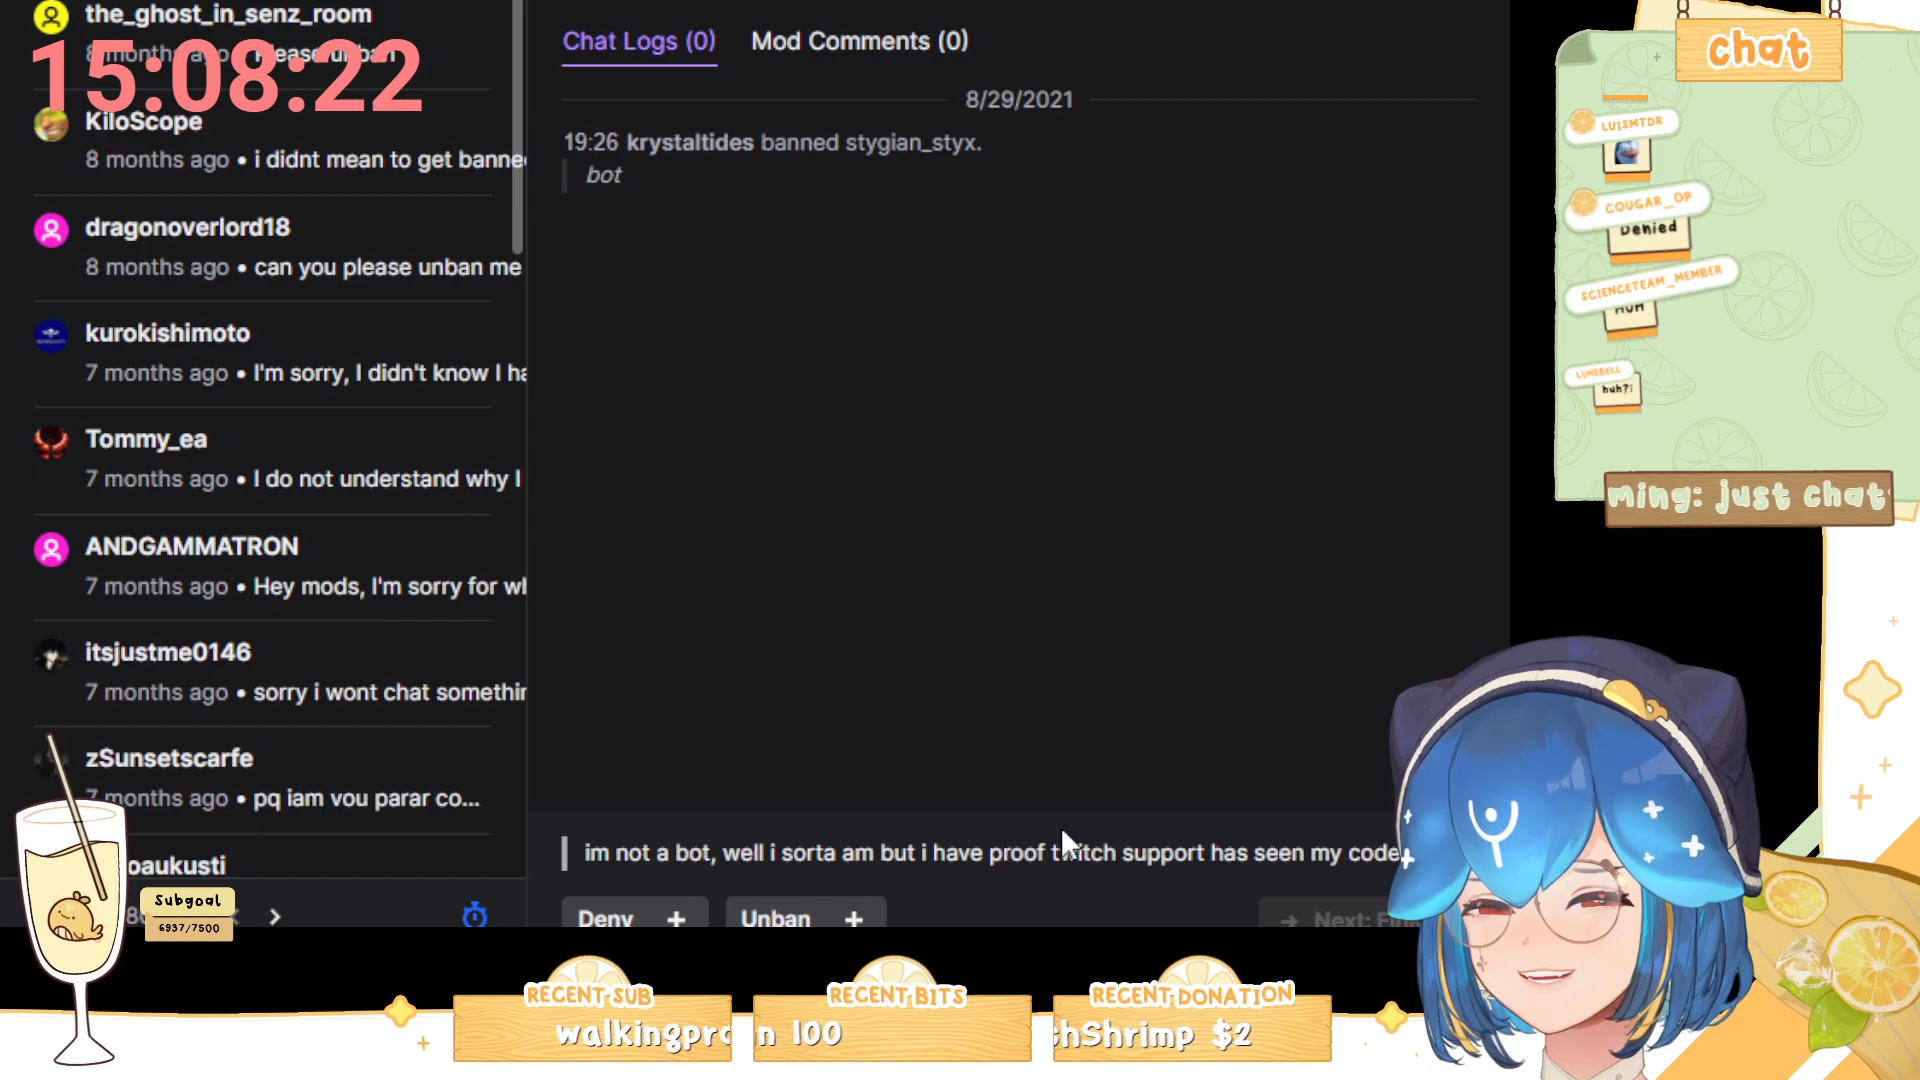 the_ghost_in_senz_room
15:08:22
KiloScope
8 months ago • i didnt mean to get banne
dragonoverlord18
8 months ago • can you please unban me
kurokishimoto
7 months ago • I'm sorry, I didn't know I ha
Tommy_ea
7 months ago • I do not understand why I
ANDGAMMATRON
7 months ago • Hey mods, I'm sorry for wh
itsjustme0146
7 months ago • sorry i wont chat somethin
zSunsetscarfe
months ago • pq iam vou parar co...
oaukusti
Subgoal
6937/7500
Chat Logs (0)
Mod Comments (0)
8/29/2021
19:26 krystaltides banned stygian_styx.
bot
im not a bot, well i sorta am but i have proof twitch support has seen my code
Deny +
Unban +
→ Next:
chat
LUISMTDR
COUGAR_OP
Denied
SCIENCETEAM_MEMBER
HUH
LUNEBELL
huh?!
ming: just chat
RECENT SUB
walkingpro
RECENT BITS
n 100
RECENT DONATION
hShrimp $2